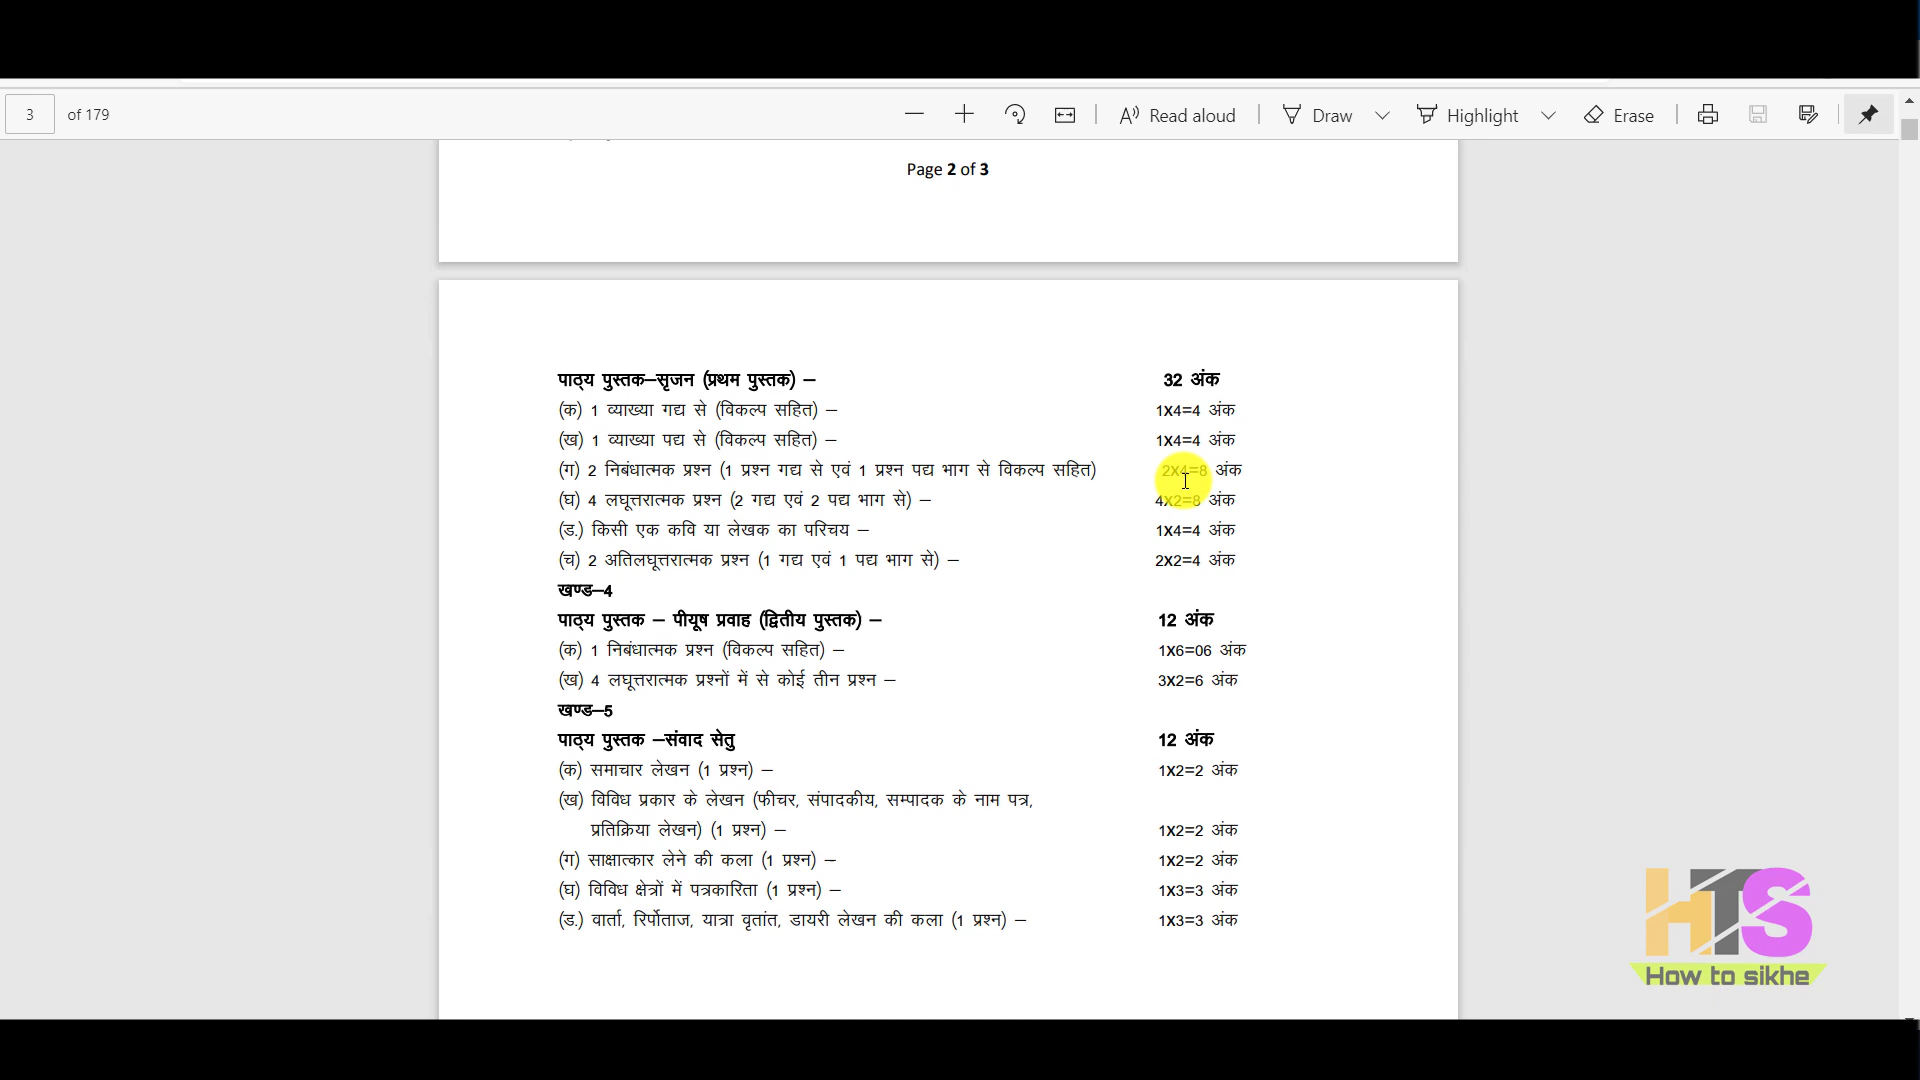 3 of 179 Read aloud Draw Highlight Erase
Page 2 of 3
पाठ्य पुस्तक–सृजन (प्रथम पुस्तक) – 32 अंक
(क) 1 व्याख्या गद्य से (विकल्प सहित) – 1X4=4 अंक
(ख) 1 व्याख्या पद्य से (विकल्प सहित) – 1X4=4 अंक
(ग) 2 निबंधात्मक प्रश्न (1 प्रश्न गद्य से एवं 1 प्रश्न पद्य भाग से विकल्प सहित) 2X4=8 अंक
(घ) 4 लघूत्तरात्मक प्रश्न (2 गद्य एवं 2 पद्य भाग से) – 4X2=8 अंक
(ड.) किसी एक कवि या लेखक का परिचय – 1X4=4 अंक
(च) 2 अतिलघूत्तरात्मक प्रश्न (1 गद्य एवं 1 पद्य भाग से) – 2X2=4 अंक
खण्ड–4
पाठ्य पुस्तक – पीयूष प्रवाह (द्वितीय पुस्तक) – 12 अंक
(क) 1 निबंधात्मक प्रश्न (विकल्प सहित) – 1X6=06 अंक
(ख) 4 लघूत्तरात्मक प्रश्नों में से कोई तीन प्रश्न – 3X2=6 अंक
खण्ड–5
पाठ्य पुस्तक –संवाद सेतु 12 अंक
(क) समाचार लेखन (1 प्रश्न) – 1X2=2 अंक
(ख) विविध प्रकार के लेखन (फीचर, संपादकीय, सम्पादक के नाम पत्र,
प्रतिक्रिया लेखन) (1 प्रश्न) – 1X2=2 अंक
(ग) साक्षात्कार लेने की कला (1 प्रश्न) – 1X2=2 अंक
(घ) विविध क्षेत्रों में पत्रकारिता (1 प्रश्न) – 1X3=3 अंक
(ड.) वार्ता, रिर्पोताज, यात्रा वृतांत, डायरी लेखन की कला (1 प्रश्न) – 1X3=3 अंक
HTS
How to sikhe